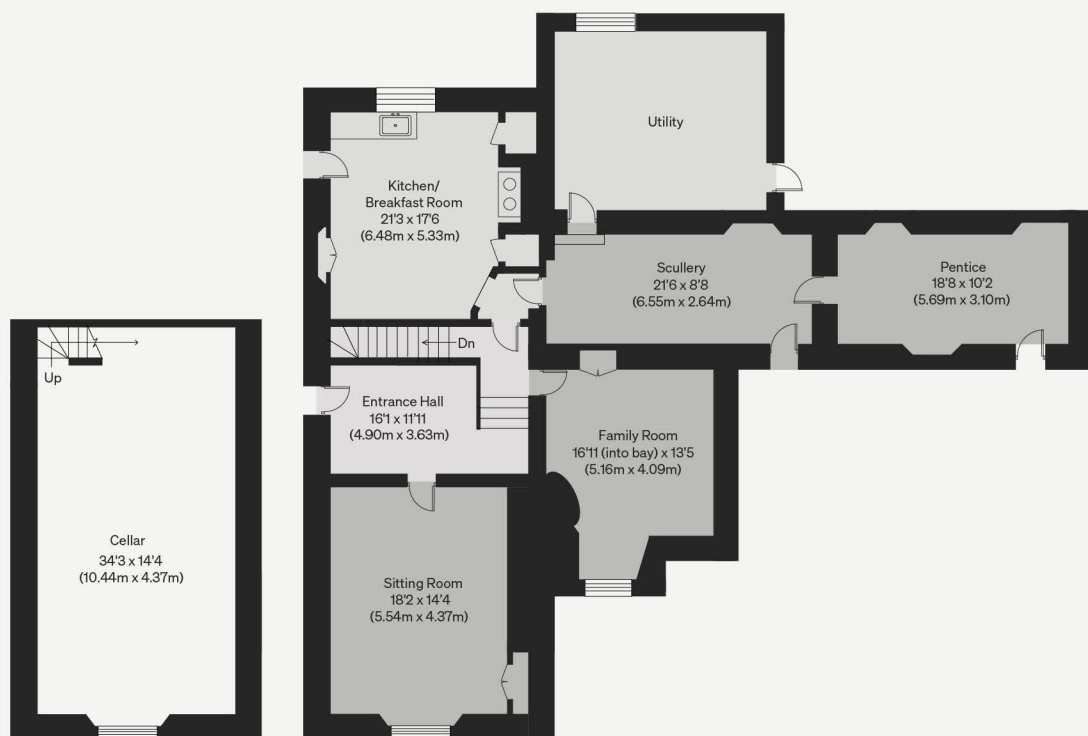 Utility
Kitchen/
Breakfast Room
21'3 x 17'6
(6.48m x 5.33m)
Scullery
21'6 x 8'8
(6.55m x 2.64m)
Pentice
18'8 x 10'2
(5.69m x 3.10m)
Dn
Up
Entrance Hall
16'1 x 11'11
(4.90m x 3.63m)
Family Room
16'11 (into bay) x 13'5
(5.16m x 4.09m)
Cellar
34'3 x 14'4
(10.44m x 4.37m)
Sitting Room
18'2 x 14'4
(5.54m x 4.37m)